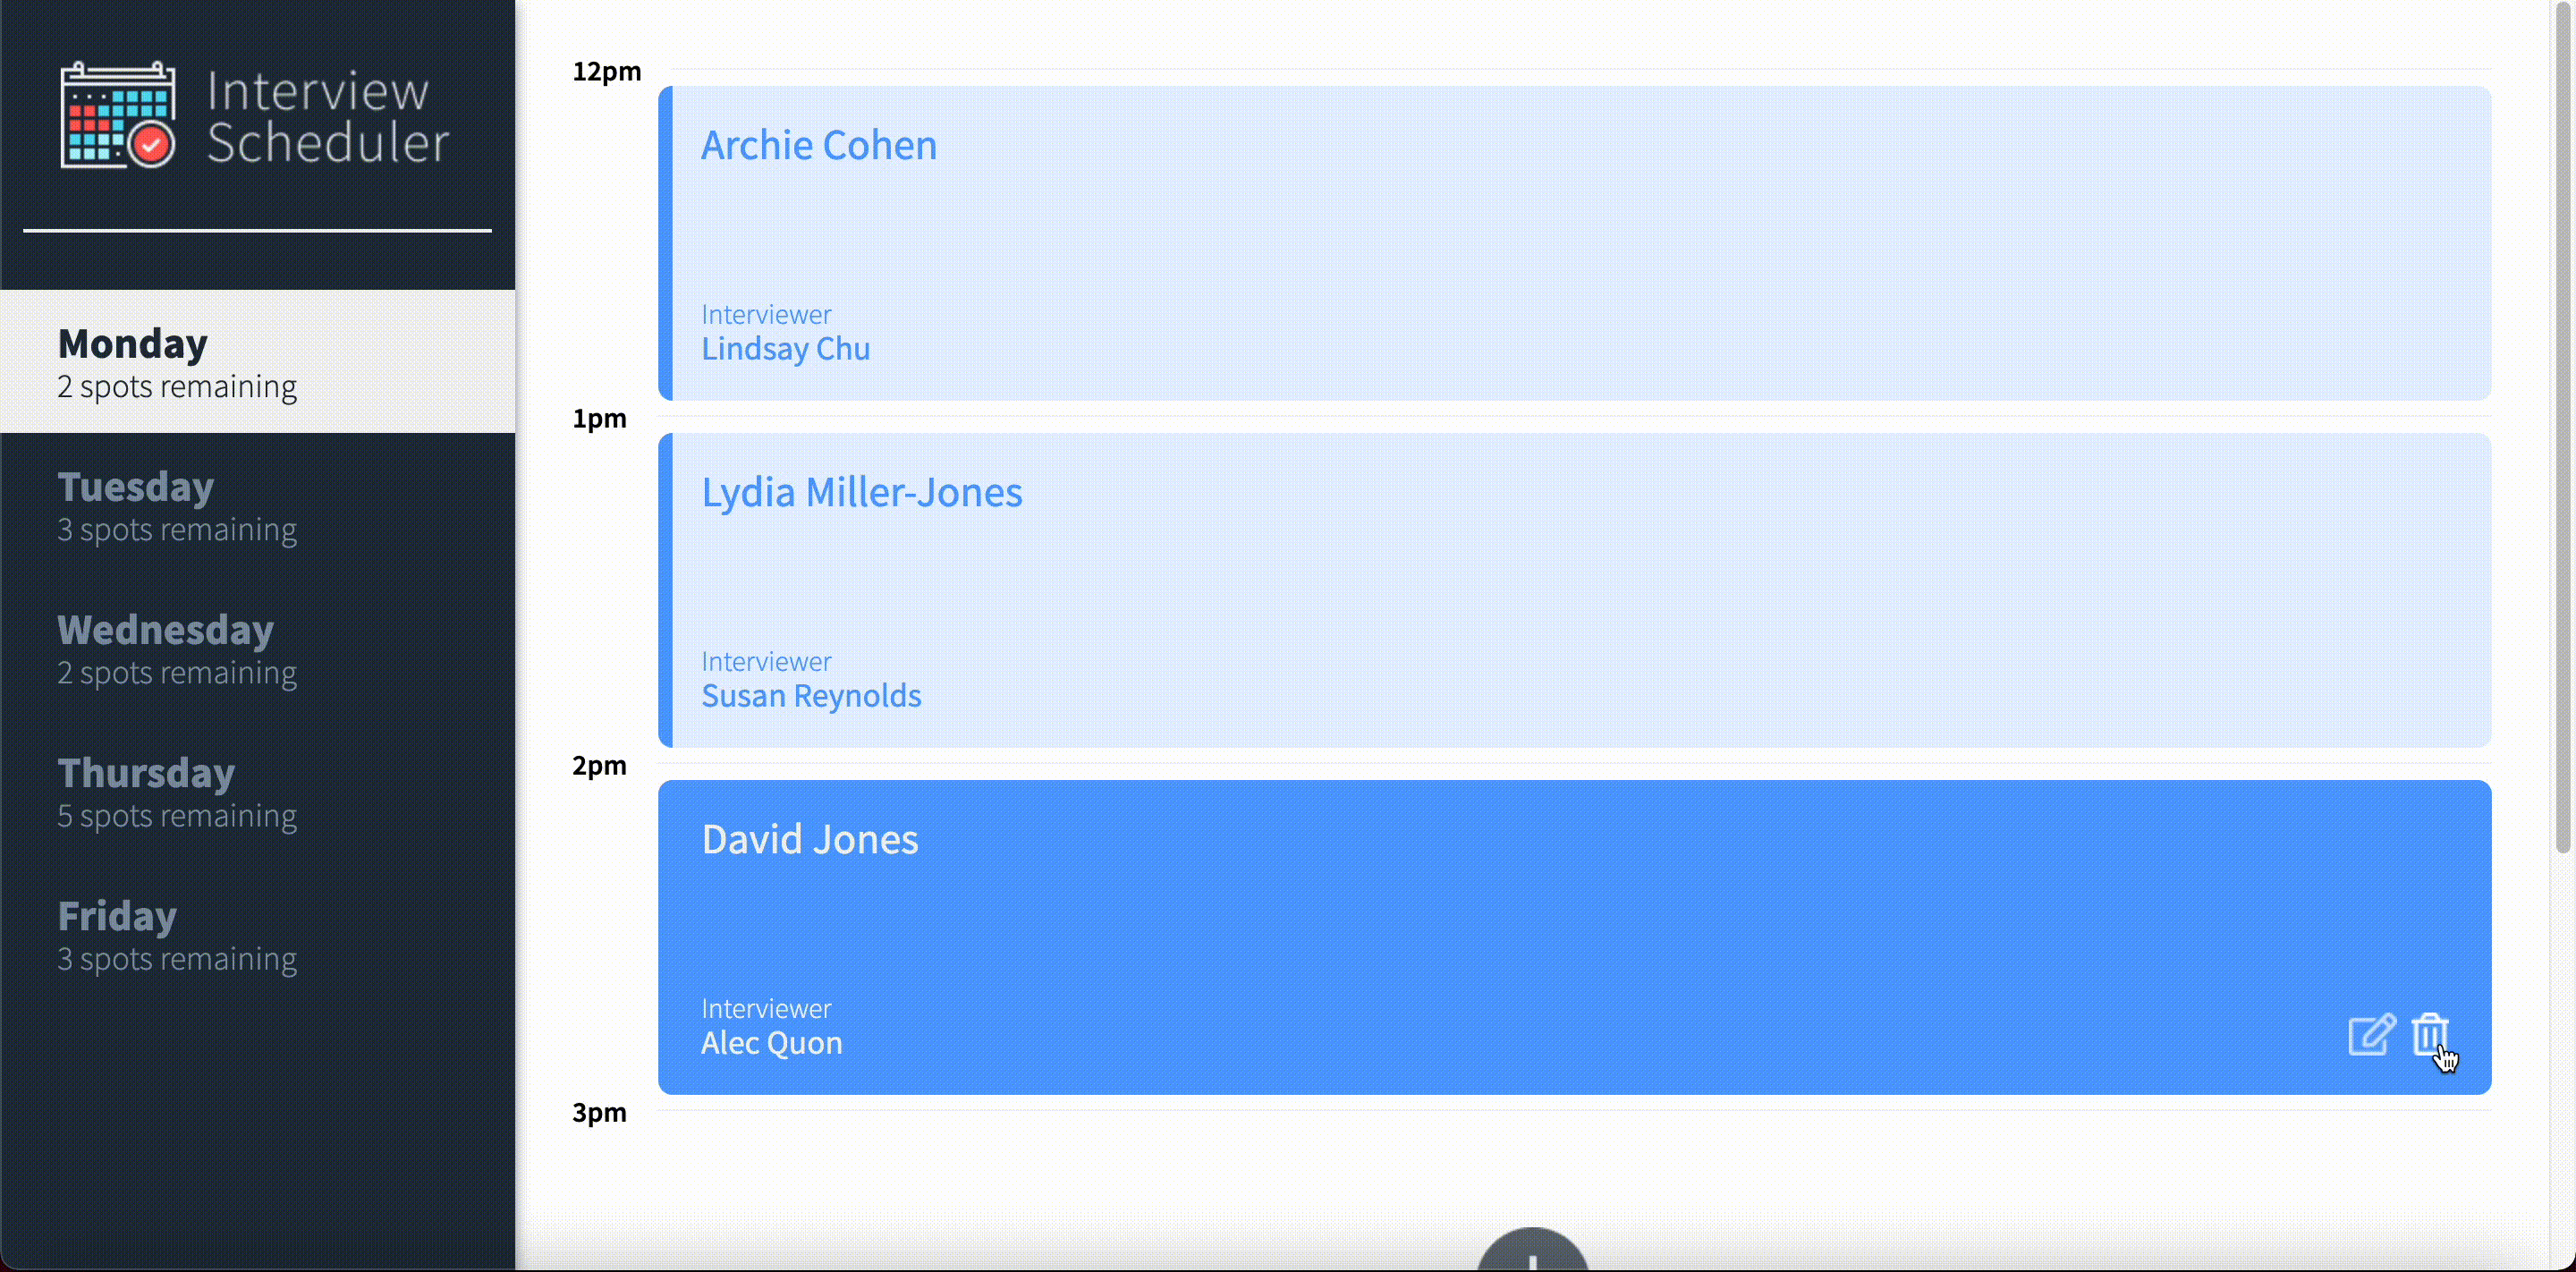 Interview
Scheduler
Monday
2 spots remaining
Tuesday
3 spots remaining
Wednesday
2 spots remaining
Thursday
5 spots remaining
Friday
3 spots remaining
12pm
Archie Cohen
Interviewer
Lindsay Chu
1pm
Lydia Miller-Jones
Interviewer
Susan Reynolds
2pm
David Jones
Interviewer
Alec Quon
3pm